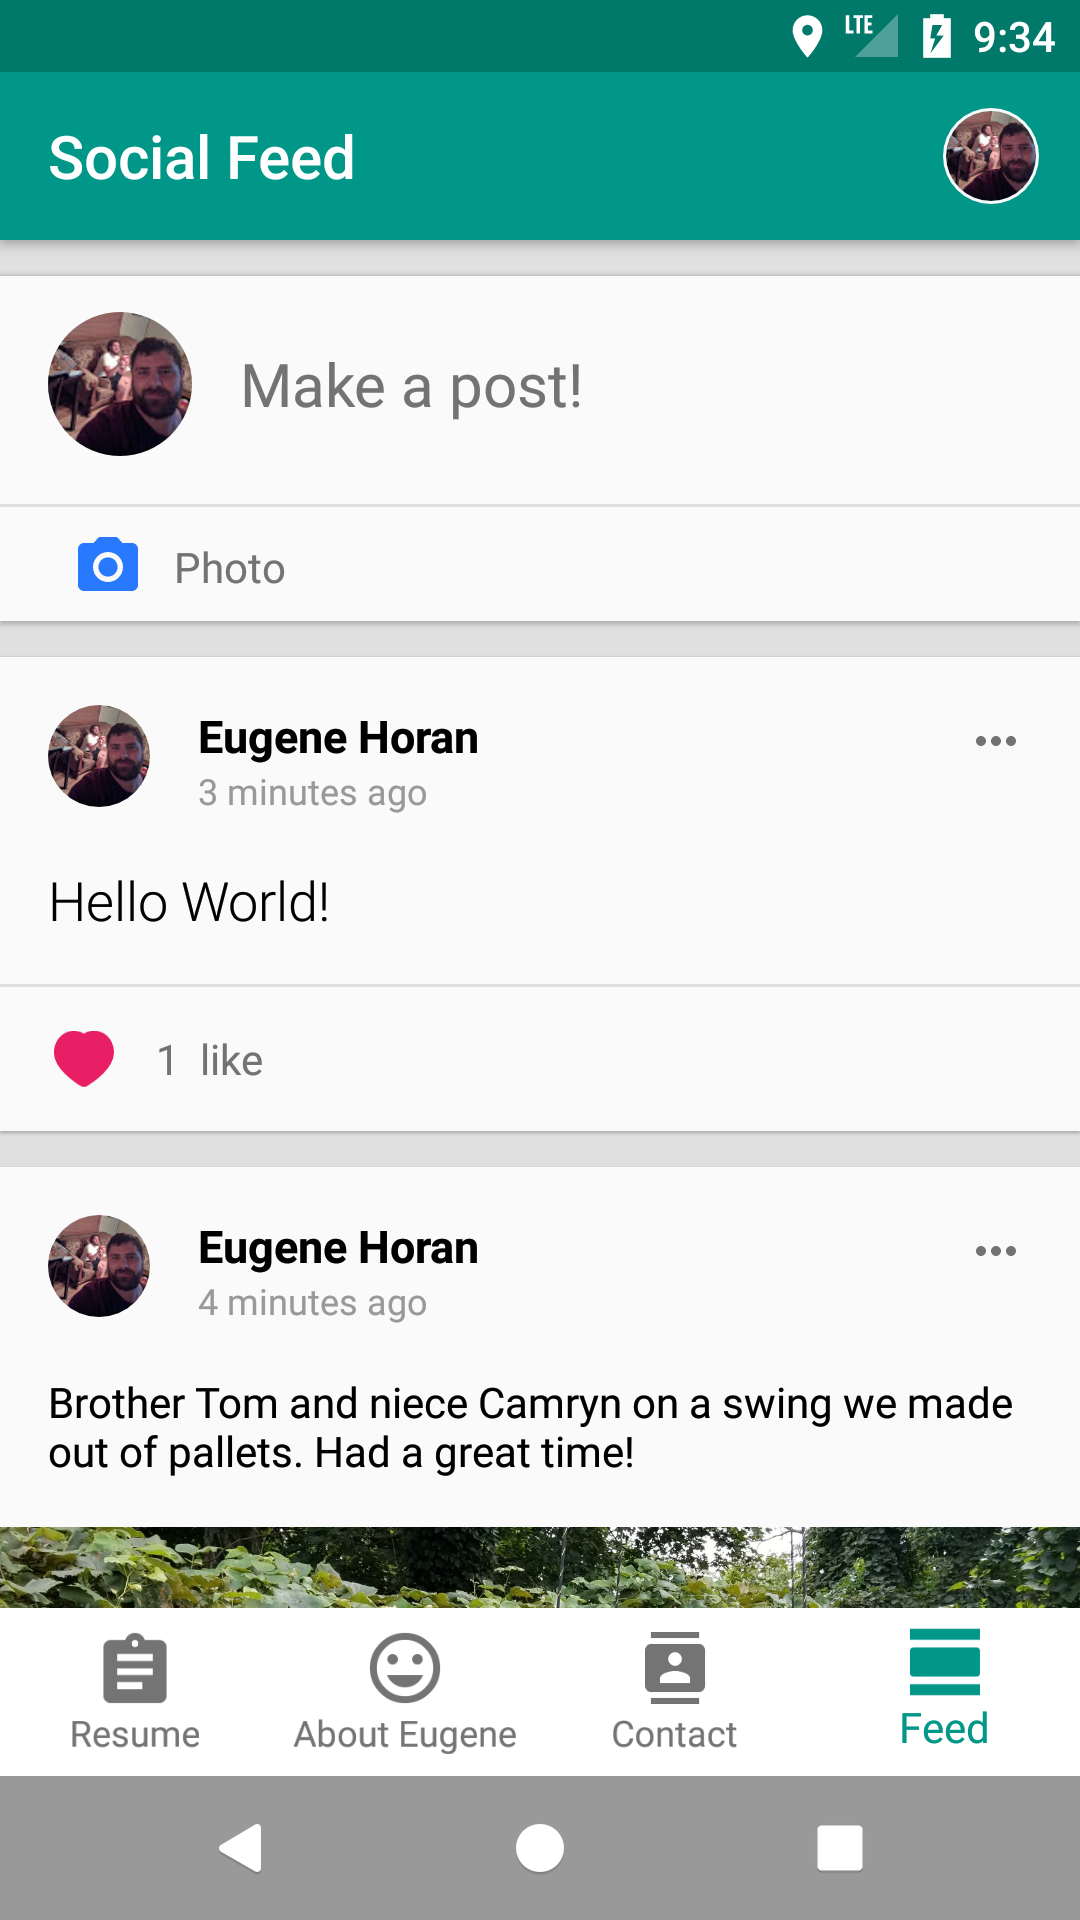 LTE 9:34
Social Feed
Make a post!
Photo
Eugene Horan
3 minutes ago
Hello World!
1 like
Eugene Horan
4 minutes ago
Brother Tom and niece Camryn on a swing we made
out of pallets. Had a great time!
Resume About Eugene Contact Feed